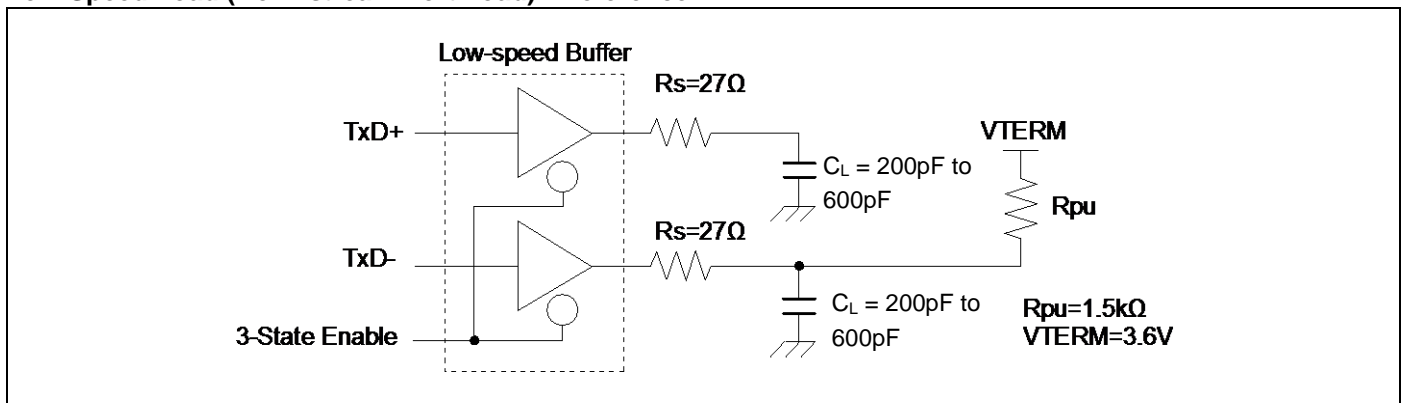 Low-speed Buffer
Rs=27Ω
TxD+
VTERM
CL = 200pF to
600pF
Rpu
Rs=27Ω
TxD-
CL = 200pF to
600pF
Rpu=1.5kΩ
VTERM=3.6V
3-State Enable